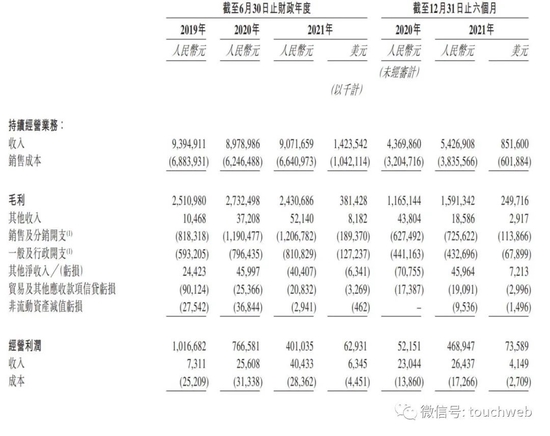 截至6月30日止財政年度 截至12月31日止六個月
2019年 2020年 2021年 2020年 2021年
人民幣元 人民幣元 人民幣元 美元 人民幣元 人民幣元 美元
(未經審計)
(以千計)
持續經營業務：
收入 9,394,911 8,978,986 9,071,659 1,423,542 4,369,860 5,426,908 851,600
銷售成本 (6,883,931) (6,246,488) (6,640,973) (1,042,114) (3,204,716) (3,835,566) (601,884)
毛利 2,510,980 2,732,498 2,430,686 381,428 1,165,144 1,591,342 249,716
其他收入 10,468 37,208 52,140 8,182 43,804 18,586 2,917
銷售及分銷開支(1) (818,318) (1,190,477) (1,206,782) (189,370) (627,492) (725,622) (113,866)
一般及行政開支(1) (593,205) (796,435) (810,829) (127,237) (441,163) (432,696) (67,899)
其他淨收入／(虧損) 24,423 45,997 (40,407) (6,341) (70,755) 45,964 7,213
貿易及其他應收款項信貸虧損 (90,124) (25,366) (20,832) (3,269) (17,387) (19,091) (2,996)
非流動資產減值虧損 (27,542) (36,844) (2,941) (462) – (9,536) (1,496)
經營利潤 1,016,682 766,581 401,035 62,931 52,151 468,947 73,589
收入 7,311 25,608 40,433 6,345 23,044 26,437 4,149
成本 (25,209) (31,338) (28,362) (4,451) (13,860) (17,266) (2,709)
微信号: touchweb